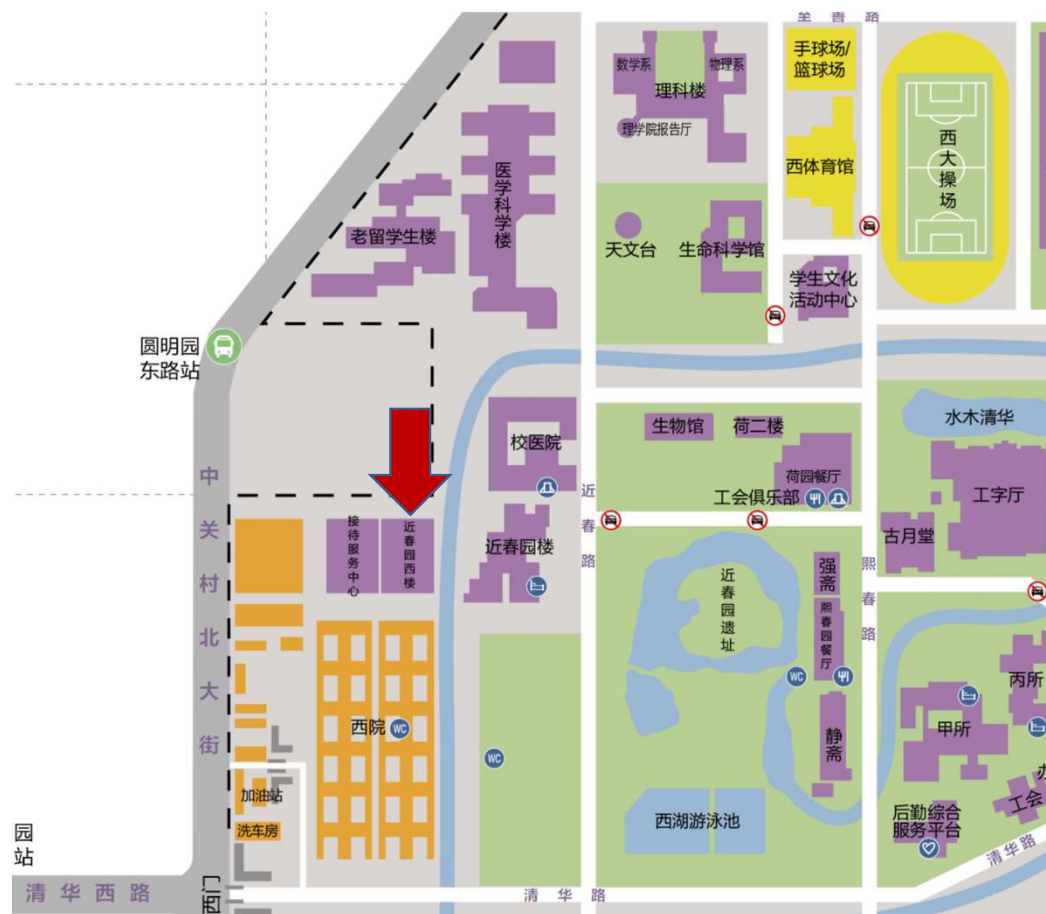 至善路
手球场/
篮球场
数学系
物理系
理科楼
理学院报告厅
西体育馆
西大操场
医学科学楼
老留学生楼
天文台
生命科学馆
学生文化
活动中心
圆明园
东路站
校医院
生物馆
荷二楼
荷园餐厅
工会俱乐部
水木清华
工字厅
古月堂
中关村北大街
接待服务中心
近春园西楼
近春园楼
近春路
近春园遗址
强斋
熙春园餐厅
熙春路
静斋
WC
WC
WC
西院
丙所
甲所
加油站
洗车房
西湖游泳池
后勤综合
服务平台
工会
园
站
西门
清华西路
清华路
清华路